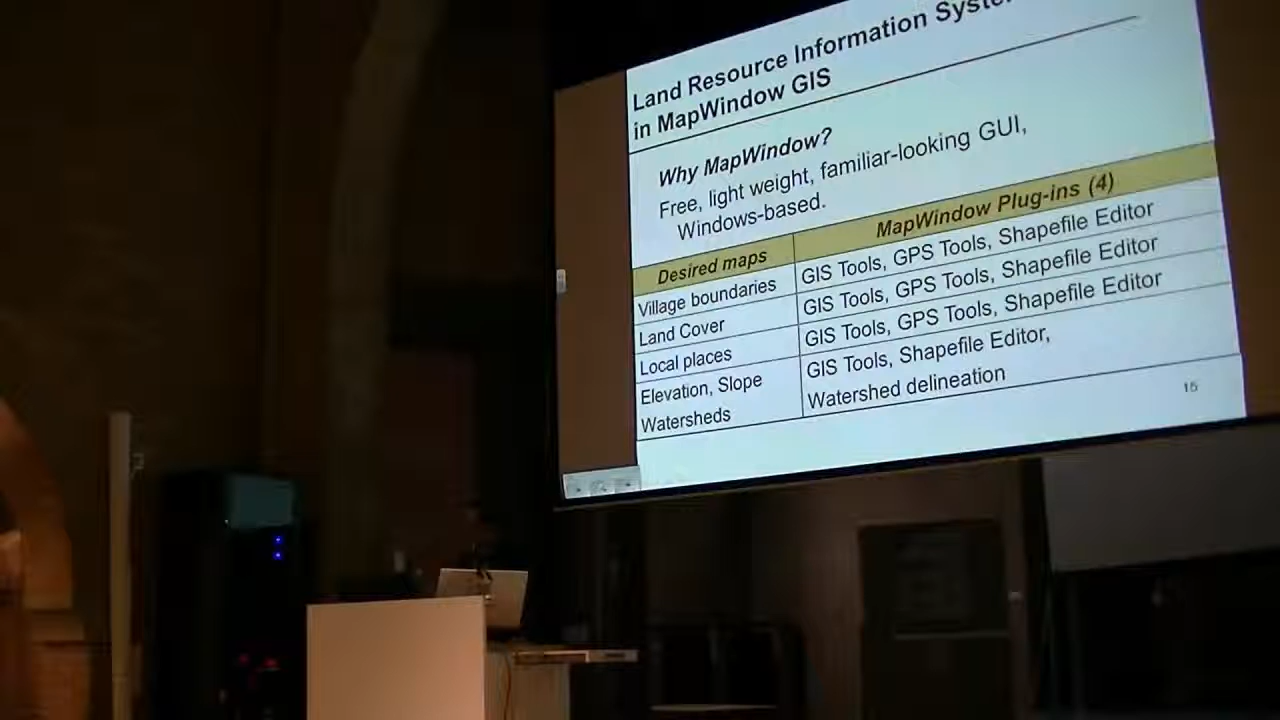 Land Resource Information
in MapWindow GIS
Why MapWindow?
Free, light weight, familiar-looking GUI,
Windows-based.
Desired maps MapWindow Plug-ins (4)
Village boundaries GIS Tools, GPS Tools, Shapefile Editor
Land Cover GIS Tools, GPS Tools, Shapefile Editor
Local places GIS Tools, GPS Tools, Shapefile Editor
Elevation, Slope GIS Tools, Shapefile Editor,
Watersheds Watershed delineation
15